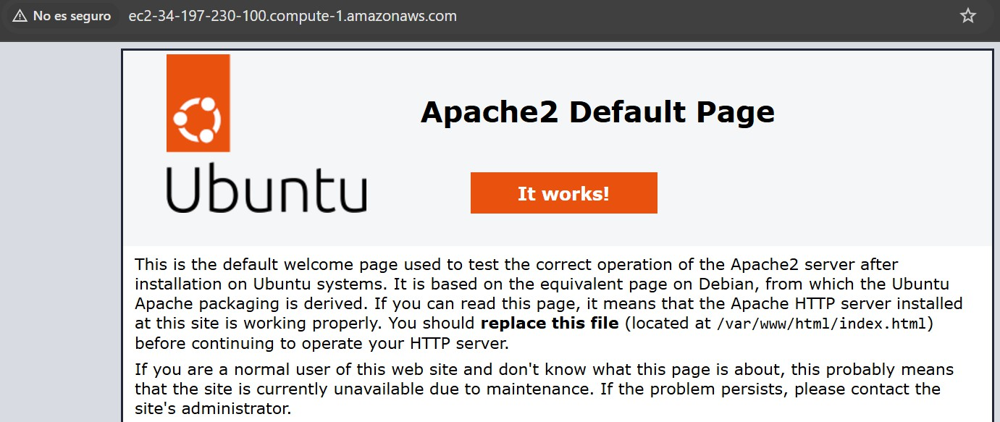 No es seguro ec2-34-197-230-100.compute-1.amazonaws.com
Apache2 Default Page
Ubuntu
It works!
This is the default welcome page used to test the correct operation of the Apache2 server after
installation on Ubuntu systems. It is based on the equivalent page on Debian, from which the Ubuntu
Apache packaging is derived. If you can read this page, it means that the Apache HTTP server installed
at this site is working properly. You should replace this file (located at /var/www/html/index.html)
before continuing to operate your HTTP server.
If you are a normal user of this web site and don't know what this page is about, this probably means
that the site is currently unavailable due to maintenance. If the problem persists, please contact the
site's administrator.